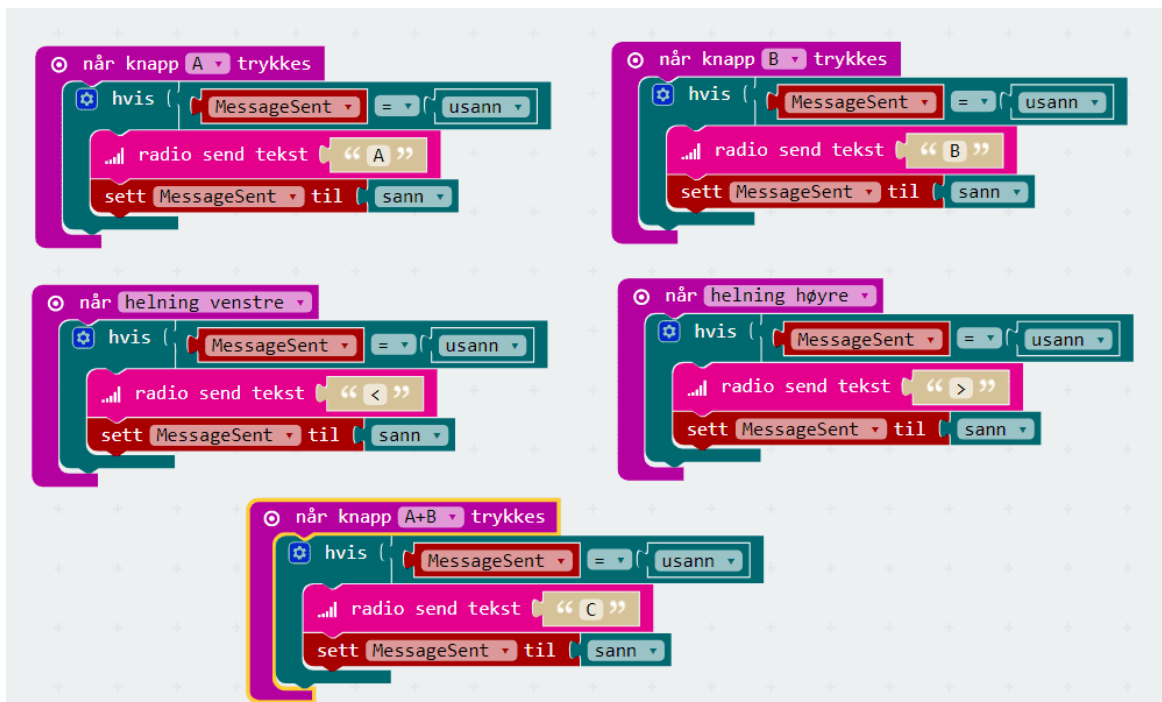 når knapp A trykkes
hvis MessageSent = usann
radio send tekst “ A ”
sett MessageSent til sann
når knapp B trykkes
hvis MessageSent = usann
radio send tekst “ B ”
sett MessageSent til sann
når helning venstre
hvis MessageSent = usann
radio send tekst “ < ”
sett MessageSent til sann
når helning høyre
hvis MessageSent = usann
radio send tekst “ > ”
sett MessageSent til sann
når knapp A+B trykkes
hvis MessageSent = usann
radio send tekst “ C ”
sett MessageSent til sann